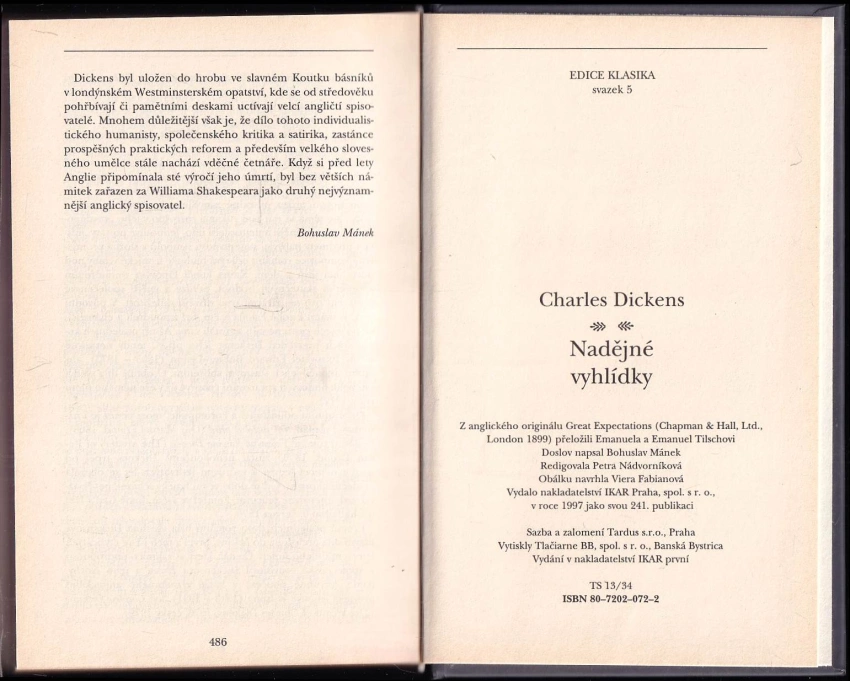 Dickens byl uložen do hrobu ve slavném Koutku básníků
v londýnském Westminsterském opatství, kde se od středověku
pohřbívají či pamětními deskami uctívají velcí angličtí spiso-
vatelé. Mnohem důležitější však je, že dílo tohoto individualis-
tického humanisty, společenského kritika a satirika, zastánce
prospěšných praktických reforem a především velkého sloves-
ného umělce stále nachází vděčné četnáře. Když si před lety
Anglie připomínala sté výročí jeho úmrtí, byl bez větších ná-
mitek zařazen za Williama Shakespeara jako druhý nejvýznam-
nější anglický spisovatel.
Bohuslav Mánek
486
EDICE KLASIKA
svazek 5
Charles Dickens
Nadějné
vyhlídky
Z anglického originálu Great Expectations (Chapman & Hall, Ltd.,
London 1899) přeložili Emanuela a Emanuel Tilschovi
Doslov napsal Bohuslav Mánek
Redigovala Petra Nádvorníková
Obálku navrhla Viera Fabianová
Vydalo nakladatelství IKAR Praha, spol. s r. o.,
v roce 1997 jako svou 241. publikaci
Sazba a zalomení Tardus s.r.o., Praha
Vytiskly Tlačiarne BB, spol. s r. o., Banská Bystrica
Vydání v nakladatelství IKAR první
TS 13/34
ISBN 80–7202–072–2